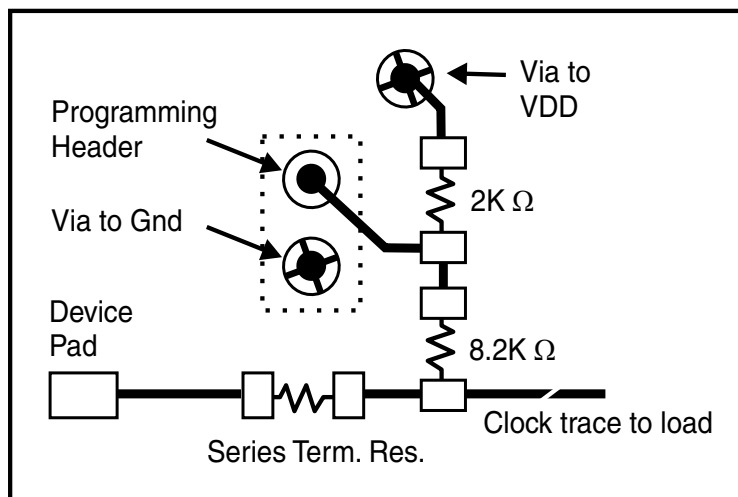 Via to
VDD
Programming
Header
2K Ω
Via to Gnd
Device
Pad
8.2K Ω
Clock trace to load
Series Term. Res.